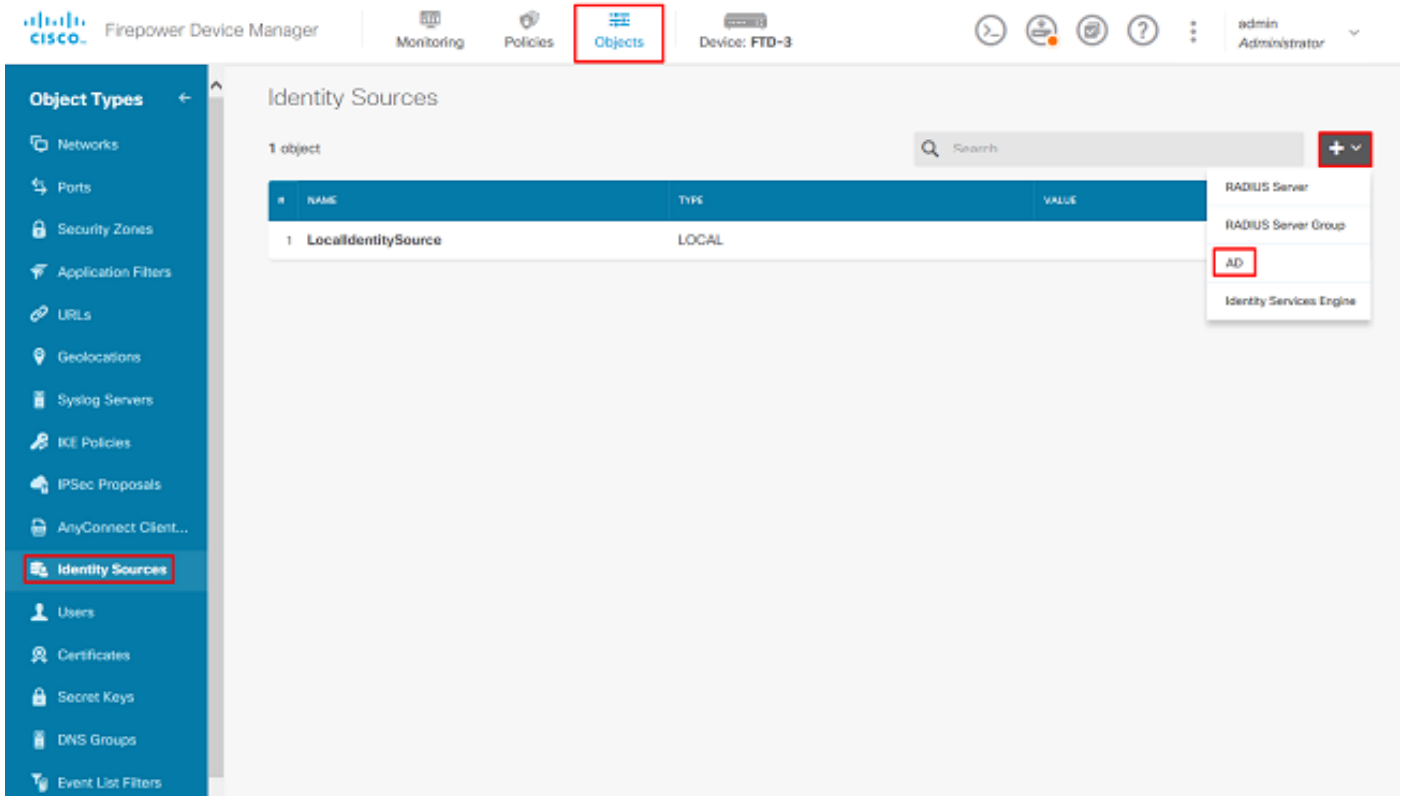 CISCO
Firepower Device Manager
Monitoring
Policies
Objects
Device: FTD-3
admin
Administrator
Object Types
Networks
Ports
Security Zones
Application Filters
URLs
Geolocations
Syslog Servers
IKE Policies
IPSec Proposals
AnyConnect Client...
Identity Sources
Users
Certificates
Secret Keys
DNS Groups
Event List Filters
Identity Sources
1 object
Search
# NAME TYPE VALUE
1 LocalIdentitySource LOCAL
RADIUS Server
RADIUS Server Group
AD
Identity Services Engine